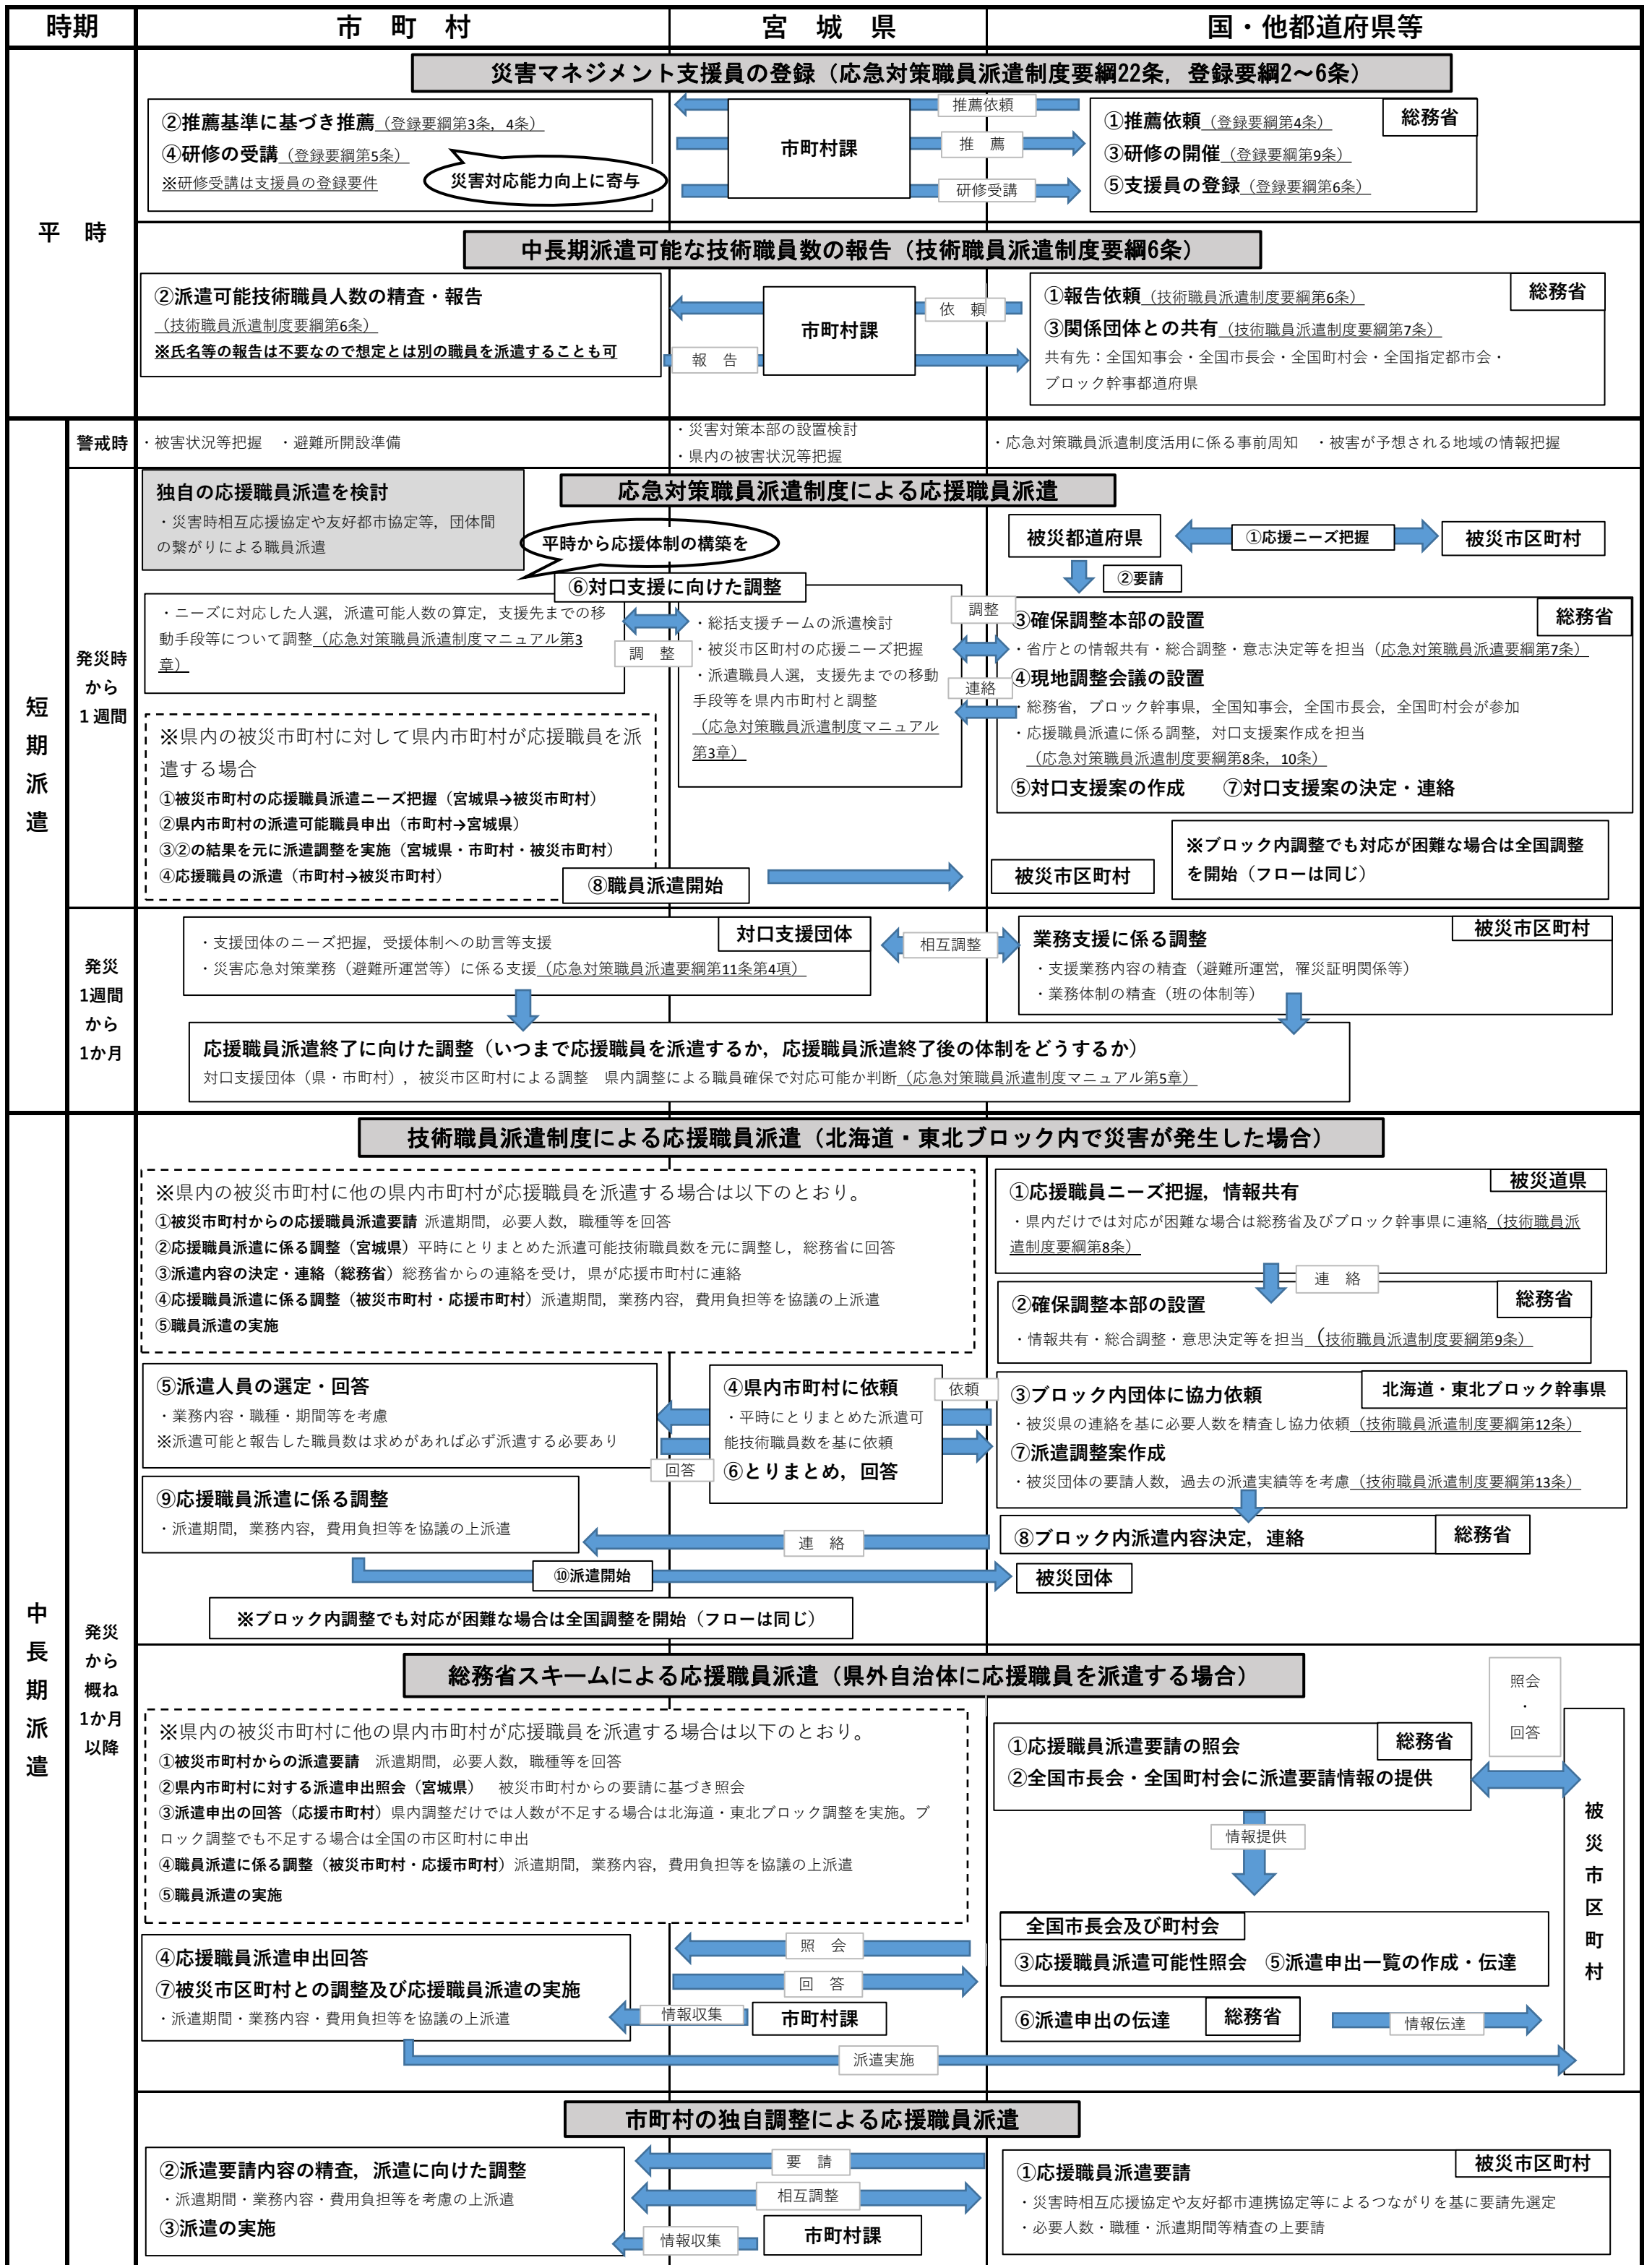 時期
市　町　村
宮　城　県
国・他都道府県等
平　時
災害マネジメント支援員の登録（応急対策職員派遣制度要綱22条，登録要綱2～6条）
②推薦基準に基づき推薦（登録要綱第3条，4条）
④研修の受講（登録要綱第5条）
※研修受講は支援員の登録要件
災害対応能力向上に寄与
市町村課
推薦依頼
推　薦
研修受講
総務省
①推薦依頼（登録要綱第4条）
③研修の開催（登録要綱第9条）
⑤支援員の登録（登録要綱第6条）
中長期派遣可能な技術職員数の報告（技術職員派遣制度要綱6条）
②派遣可能技術職員人数の精査・報告
（技術職員派遣制度要綱第6条）
※氏名等の報告は不要なので想定とは別の職員を派遣することも可
市町村課
依　頼
報　告
総務省
①報告依頼（技術職員派遣制度要綱第6条）
③関係団体との共有（技術職員派遣制度要綱第7条）
共有先：全国知事会・全国市長会・全国町村会・全国指定都市会・
ブロック幹事都道府県
短期派遣
警戒時
・被害状況等把握　・避難所開設準備
・災害対策本部の設置検討
・県内の被害状況等把握
・応急対策職員派遣制度活用に係る事前周知　・被害が予想される地域の情報把握
発災時
から
１週間
応急対策職員派遣制度による応援職員派遣
独自の応援職員派遣を検討
・災害時相互応援協定や友好都市協定等，団体間
の繋がりによる職員派遣
平時から応援体制の構築を
⑥対口支援に向けた調整
・ニーズに対応した人選，派遣可能人数の算定，支援先までの移
動手段等について調整（応急対策職員派遣制度マニュアル第3
章）
調　整
・総括支援チームの派遣検討
・被災市区町村の応援ニーズ把握
・派遣職員人選，支援先までの移動
手段等を県内市町村と調整
（応急対策職員派遣制度マニュアル
第3章）
調整
連絡
被災都道府県
①応援ニーズ把握
被災市区町村
②要請
総務省
③確保調整本部の設置
・省庁との情報共有・総合調整・意志決定等を担当（応急対策職員派遣要綱第7条）
④現地調整会議の設置
・総務省，ブロック幹事県，全国知事会，全国市長会，全国町村会が参加
・応援職員派遣に係る調整，対口支援案作成を担当
（応急対策職員派遣制度要綱第8条，10条）
⑤対口支援案の作成　⑦対口支援案の決定・連絡
※県内の被災市町村に対して県内市町村が応援職員を派
遣する場合
①被災市町村の応援職員派遣ニーズ把握（宮城県→被災市町村）
②県内市町村の派遣可能職員申出（市町村→宮城県）
③②の結果を元に派遣調整を実施（宮城県・市町村・被災市町村）
④応援職員の派遣（市町村→被災市町村）
⑧職員派遣開始
被災市区町村
※ブロック内調整でも対応が困難な場合は全国調整
を開始（フローは同じ）
発災
1週間
から
1か月
対口支援団体
・支援団体のニーズ把握，受援体制への助言等支援
・災害応急対策業務（避難所運営等）に係る支援（応急対策職員派遣要綱第11条第4項）
相互調整
被災市区町村
業務支援に係る調整
・支援業務内容の精査（避難所運営，罹災証明関係等）
・業務体制の精査（班の体制等）
応援職員派遣終了に向けた調整（いつまで応援職員を派遣するか，応援職員派遣終了後の体制をどうするか）
対口支援団体（県・市町村），被災市区町村による調整　県内調整による職員確保で対応可能か判断（応急対策職員派遣制度マニュアル第5章）
中長期派遣
発災
から
概ね
1か月
以降
技術職員派遣制度による応援職員派遣（北海道・東北ブロック内で災害が発生した場合）
※県内の被災市町村に他の県内市町村が応援職員を派遣する場合は以下のとおり。
①被災市町村からの応援職員派遣要請 派遣期間，必要人数，職種等を回答
②応援職員派遣に係る調整（宮城県）平時にとりまとめた派遣可能技術職員数を元に調整し，総務省に回答
③派遣内容の決定・連絡（総務省）総務省からの連絡を受け，県が応援市町村に連絡
④応援職員派遣に係る調整（被災市町村・応援市町村）派遣期間，業務内容，費用負担等を協議の上派遣
⑤職員派遣の実施
被災道県
①応援職員ニーズ把握，情報共有
・県内だけでは対応が困難な場合は総務省及びブロック幹事県に連絡（技術職員派
遣制度要綱第8条）
連　絡
総務省
②確保調整本部の設置
・情報共有・総合調整・意思決定等を担当（技術職員派遣制度要綱第9条）
⑤派遣人員の選定・回答
・業務内容・職種・期間等を考慮
※派遣可能と報告した職員数は求めがあれば必ず派遣する必要あり
回答
④県内市町村に依頼
・平時にとりまとめた派遣可
能技術職員数を基に依頼
⑥とりまとめ，回答
依頼
北海道・東北ブロック幹事県
③ブロック内団体に協力依頼
・被災県の連絡を基に必要人数を精査し協力依頼（技術職員派遣制度要綱第12条）
⑦派遣調整案作成
・被災団体の要請人数，過去の派遣実績等を考慮（技術職員派遣制度要綱第13条）
⑨応援職員派遣に係る調整
・派遣期間，業務内容，費用負担等を協議の上派遣
連　絡
⑧ブロック内派遣内容決定，連絡
総務省
⑩派遣開始
被災団体
※ブロック内調整でも対応が困難な場合は全国調整を開始（フローは同じ）
総務省スキームによる応援職員派遣（県外自治体に応援職員を派遣する場合）
照会
・
回答
※県内の被災市町村に他の県内市町村が応援職員を派遣する場合は以下のとおり。
①被災市町村からの派遣要請　派遣期間，必要人数，職種等を回答
②県内市町村に対する派遣申出照会（宮城県）　被災市町村からの要請に基づき照会
③派遣申出の回答（応援市町村）県内調整だけでは人数が不足する場合は北海道・東北ブロック調整を実施。ブ
ロック調整でも不足する場合は全国の市区町村に申出
④職員派遣に係る調整（被災市町村・応援市町村）派遣期間，業務内容，費用負担等を協議の上派遣
⑤職員派遣の実施
総務省
①応援職員派遣要請の照会
②全国市長会・全国町村会に派遣要請情報の提供
被災市区町村
情報提供
全国市長会及び町村会
③応援職員派遣可能性照会　⑤派遣申出一覧の作成・伝達
④応援職員派遣申出回答
⑦被災市区町村との調整及び応援職員派遣の実施
・派遣期間・業務内容・費用負担等を協議の上派遣
照　会
回　答
情報収集
市町村課
⑥派遣申出の伝達
総務省
情報伝達
派遣実施
市町村の独自調整による応援職員派遣
②派遣要請内容の精査，派遣に向けた調整
・派遣期間・業務内容・費用負担等を考慮の上派遣
③派遣の実施
要　請
相互調整
情報収集
市町村課
被災市区町村
①応援職員派遣要請
・災害時相互応援協定や友好都市連携協定等によるつながりを基に要請先選定
・必要人数・職種・派遣期間等精査の上要請